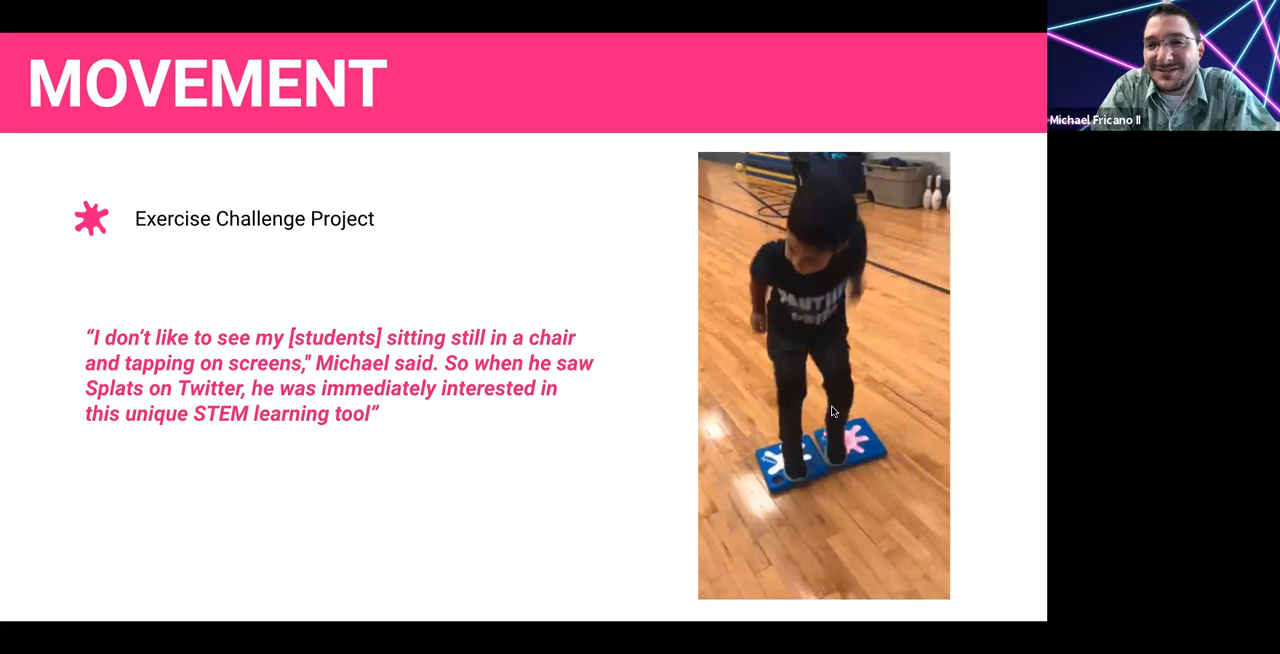 MOVEMENT
Michael Fricano II
Exercise Challenge Project
“I don’t like to see my [students] sitting still in a chair
and tapping on screens," Michael said. So when he saw
Splats on Twitter, he was immediately interested in
this unique STEM learning tool”